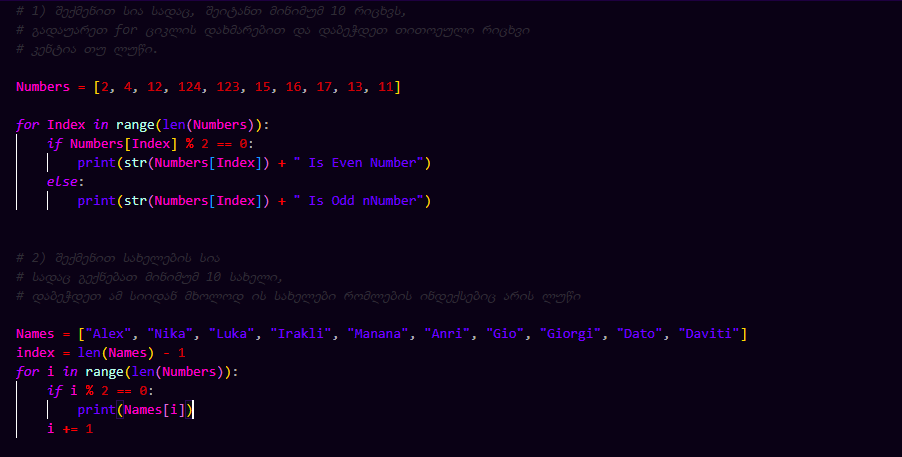 # 1) შექმენით სია სადაც, შეიტანთ მინიმუმ 10 რიცხვს,
# გადაუარეთ for ციკლის დახმარებით და დაბეჭდეთ თითოეული რიცხვი
# კენტია თუ ლუწი.
Numbers = [2, 4, 12, 124, 123, 15, 16, 17, 13, 11]
for Index in range(len(Numbers)):
    if Numbers[Index] % 2 == 0:
        print(str(Numbers[Index]) + " Is Even Number")
    else:
        print(str(Numbers[Index]) + " Is Odd nNumber")
# 2) შექმენით სახელების სია
# სადაც გექნებათ მინიმუმ 10 სახელი,
# დაბეჭდეთ ამ სიიდან მხოლოდ ის სახელები რომლების ინდექსებიც არის ლუწი
Names = ["Alex", "Nika", "Luka", "Irakli", "Manana", "Anri", "Gio", "Giorgi", "Dato", "Daviti"]
index = len(Names) - 1
for i in range(len(Numbers)):
    if i % 2 == 0:
        print(Names[i])
    i += 1